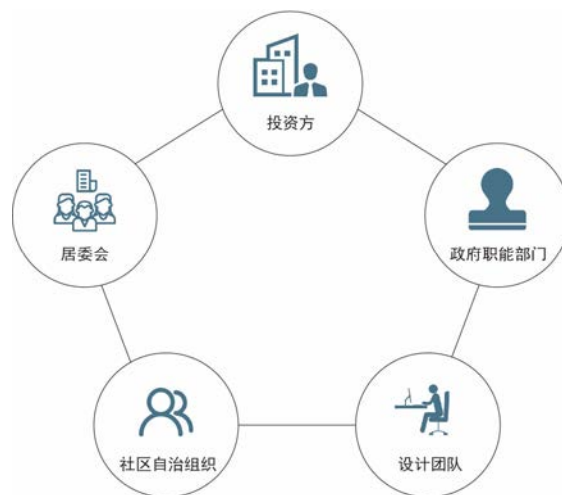 投资方
居委会
政府职能部门
社区自治组织
设计团队